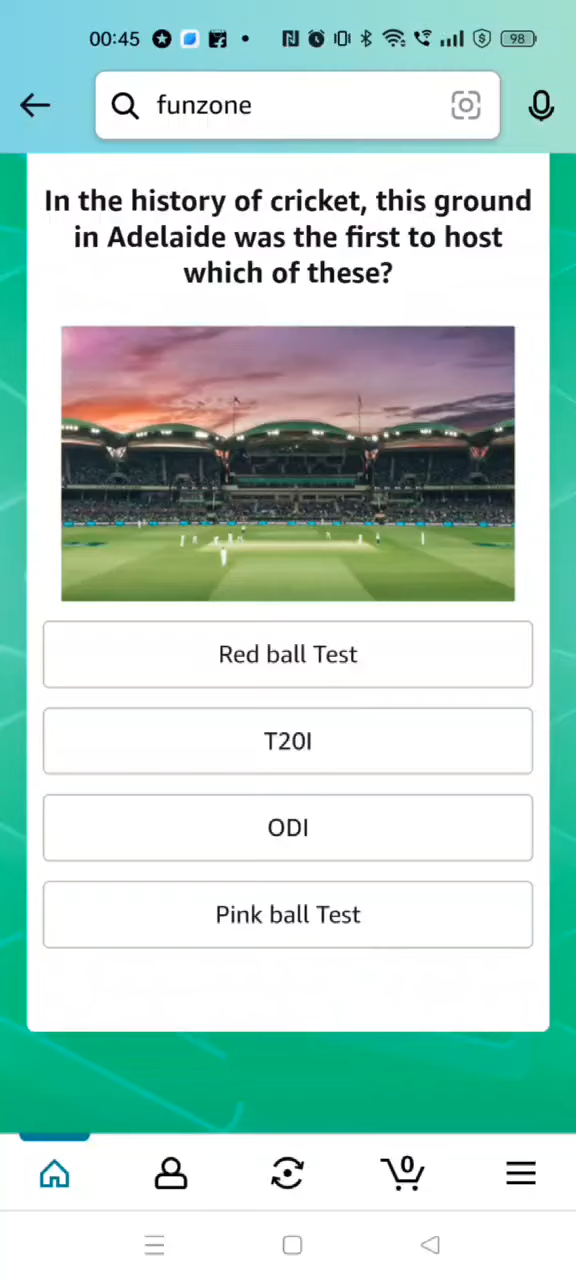 00:45
98
funzone
In the history of cricket, this ground
in Adelaide was the first to host
which of these?
Red ball Test
T20I
ODI
Pink ball Test
0